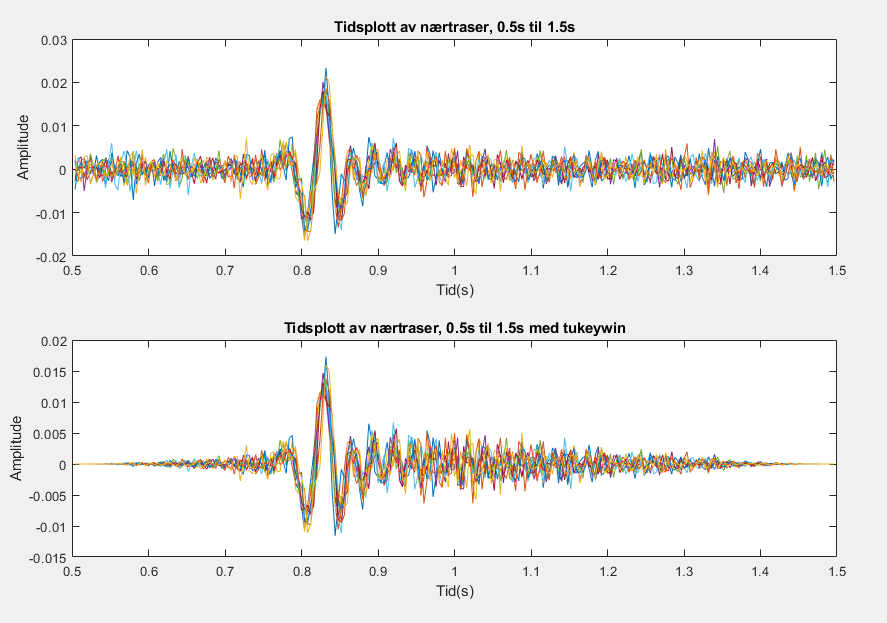 Tidsplott av nærtraser, 0.5s til 1.5s
0.03
0.02
0.01
0
-0.01
-0.02
Amplitude
0.5 0.6 0.7 0.8 0.9 1 1.1 1.2 1.3 1.4 1.5
Tid(s)
Tidsplott av nærtraser, 0.5s til 1.5s med tukeywin
0.02
0.015
0.01
0.005
0
-0.005
-0.01
-0.015
Amplitude
0.5 0.6 0.7 0.8 0.9 1 1.1 1.2 1.3 1.4 1.5
Tid(s)